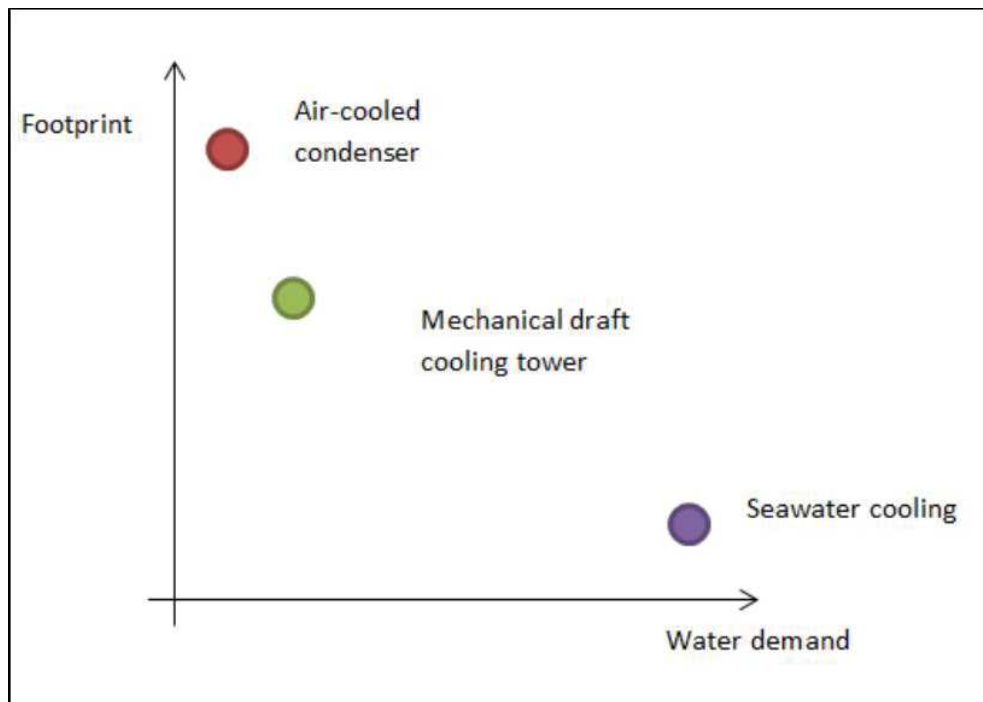 Footprint
Air-cooled
condenser
Mechanical draft
cooling tower
Seawater cooling
Water demand